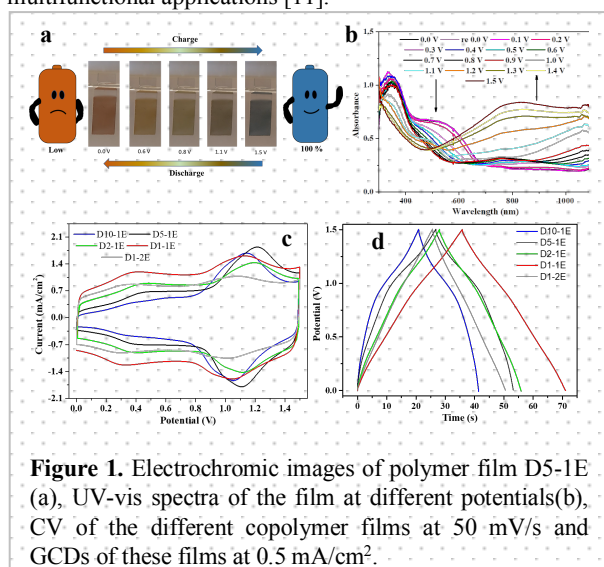 multifunctional applications [11].
a
Charge
Low
0.0 V 0.6 V 0.8 V 1.1 V 1.5 V
100 %
Discharge
b
0.0 V re 0.0 V 0.1 V 0.2 V
0.3 V 0.4 V 0.5 V 0.6 V
0.7 V 0.8 V 0.9 V 1.0 V
1.1 V 1.2 V 1.3 V 1.4 V
1.5 V
Absorbance
1.5
1.0
0.5
0.0
400 600 800 1000
Wavelength (nm)
c
D10-1E D5-1E
D2-1E D1-1E
D1-2E
Current (mA/cm²)
2.1
1.4
0.7
0.0
-0.7
-1.4
-2.1
0.0 0.2 0.4 0.6 0.8 1.0 1.2 1.4
Potential (V)
d
D10-1E
D5-1E
D2-1E
D1-1E
D1-2E
Potential (V)
1.5
1.0
0.5
0.0
0 10 20 30 40 50 60 70
Time (s)
Figure 1. Electrochromic images of polymer film D5-1E
(a), UV-vis spectra of the film at different potentials(b),
CV of the different copolymer films at 50 mV/s and
GCDs of these films at 0.5 mA/cm².